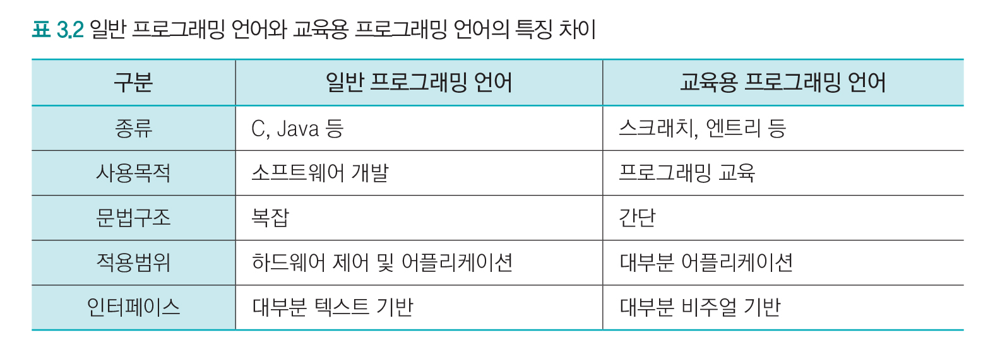 표 3.2 일반 프로그래밍 언어와 교육용 프로그래밍 언어의 특징 차이
구분 일반 프로그래밍 언어 교육용 프로그래밍 언어
종류 C, Java 등 스크래치, 엔트리 등
사용목적 소프트웨어 개발 프로그래밍 교육
문법구조 복잡 간단
적용범위 하드웨어 제어 및 어플리케이션 대부분 어플리케이션
인터페이스 대부분 텍스트 기반 대부분 비주얼 기반